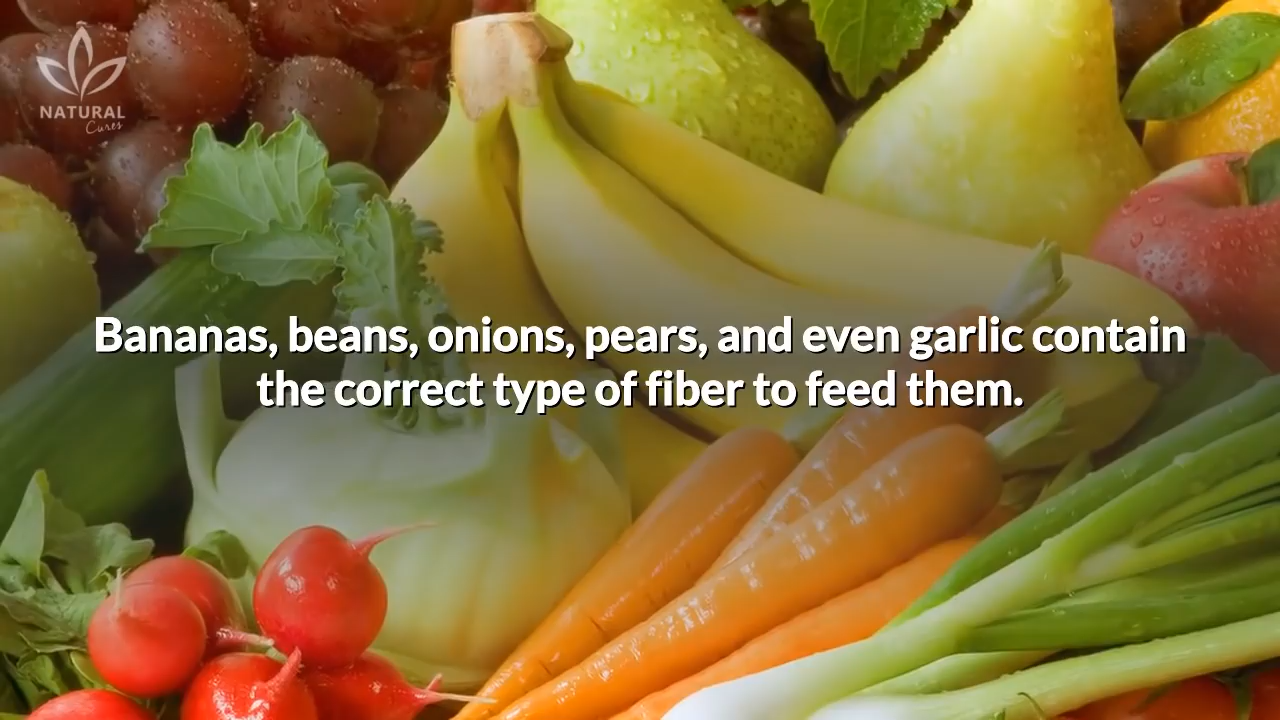 NATURAL
Cures
Bananas, beans, onions, pears, and even garlic contain
the correct type of fiber to feed them.